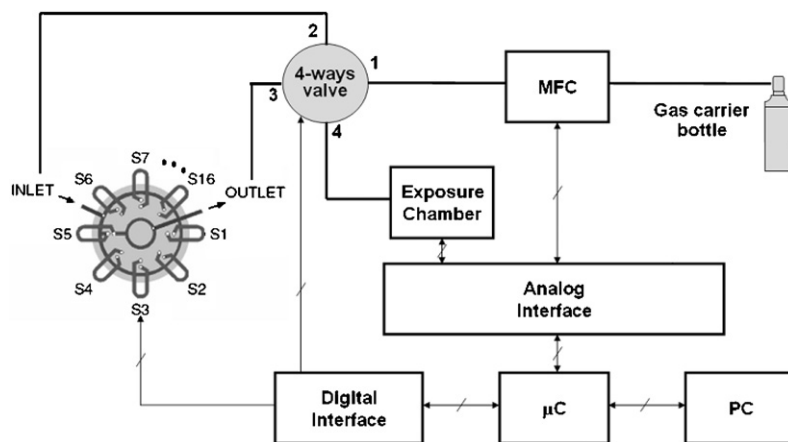 2
1
4-ways
valve
3
4
MFC
Gas carrier
bottle
S7
S6
S16
INLET
OUTLET
S5
S1
S4
S2
S3
Exposure
Chamber
Analog
Interface
Digital
Interface
μC
PC